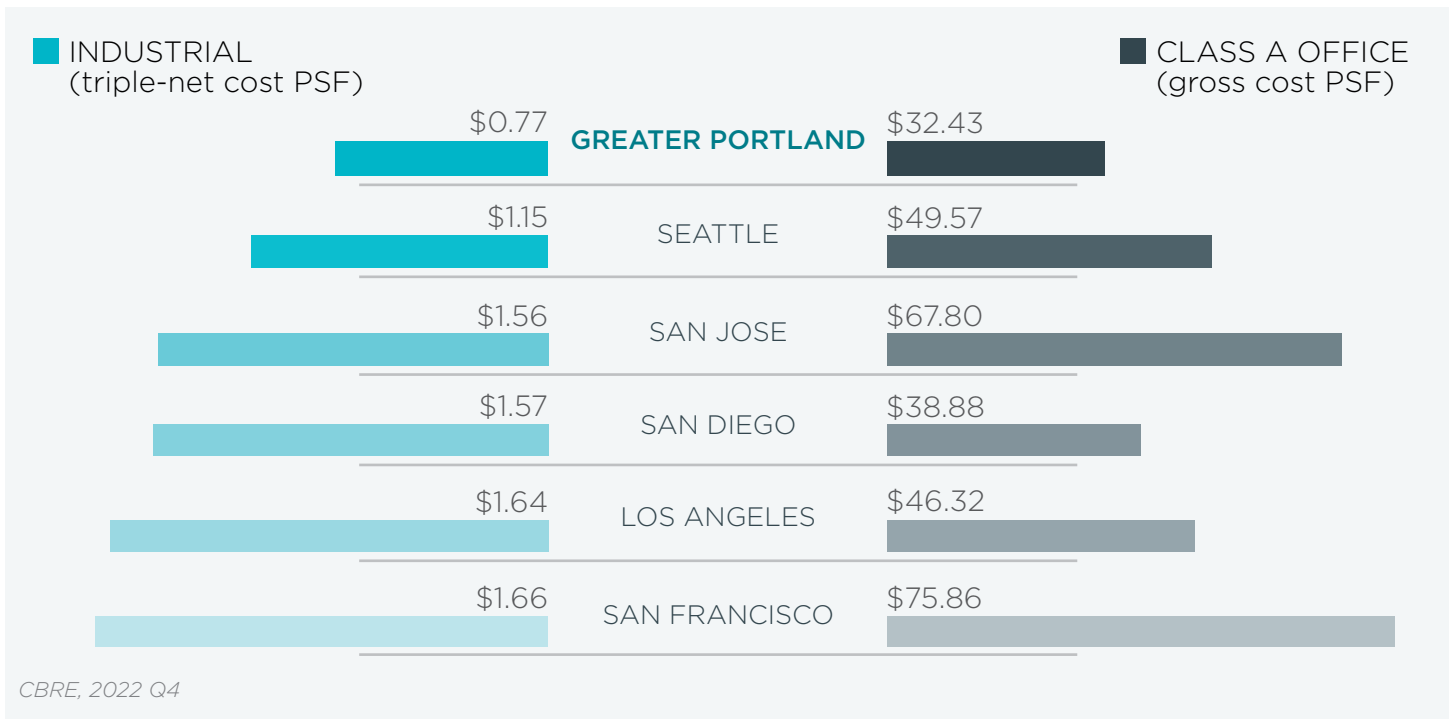 INDUSTRIAL
(triple-net cost PSF)
CLASS A OFFICE
(gross cost PSF)
$0.77 GREATER PORTLAND $32.43
$1.15 SEATTLE $49.57
$1.56 SAN JOSE $67.80
$1.57 SAN DIEGO $38.88
$1.64 LOS ANGELES $46.32
$1.66 SAN FRANCISCO $75.86
CBRE, 2022 Q4